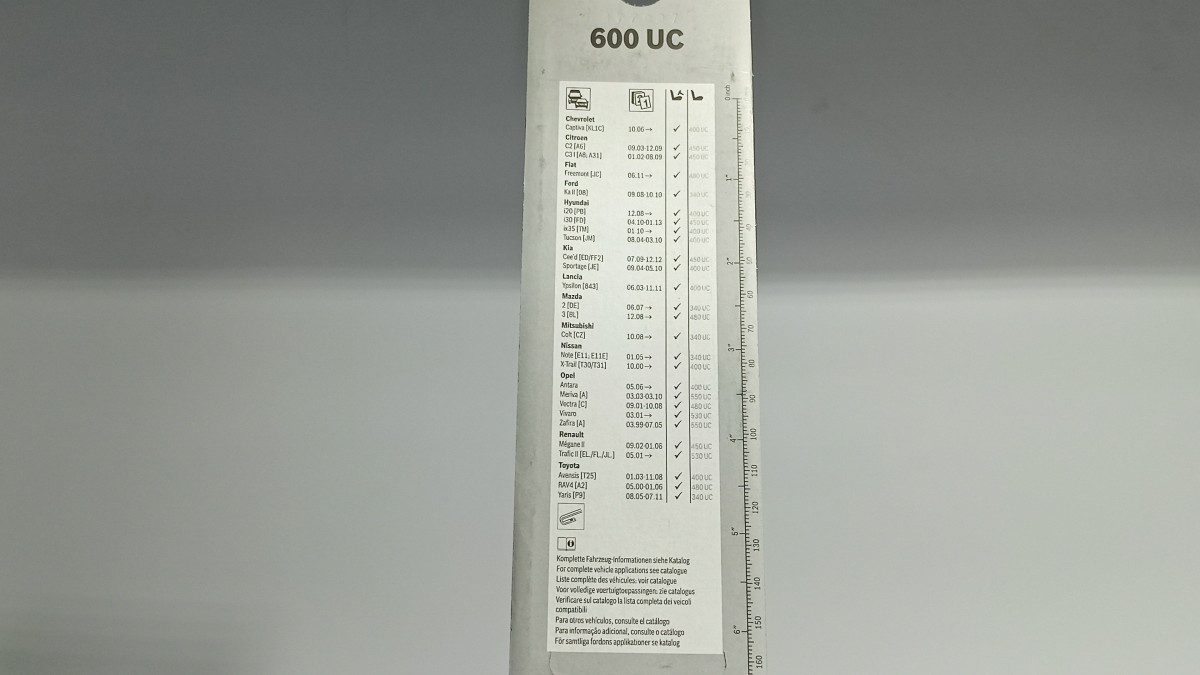 600 UC
Chevrolet
Captiva [KL1C] 10.06→ ✓ 400 UC
Citroen
C2 [A6] 09.03-12.09 ✓ 450 UC
C3 I [A8; A31] 01.02-08.09 ✓ 450 UC
Fiat
Freemont [JC] 06.11→ ✓ 480 UC
Ford
Ka II [D8] 09.08-10.10 ✓ 340 UC
Hyundai
i20 [PB] 12.08→ ✓ 400 UC
i30 [FD] 04.10-01.13 ✓ 450 UC
ix35 [TM] 01.10→ ✓ 400 UC
Tucson [JM] 08.04-03.10 ✓ 400 UC
Kia
Cee'd [ED/FF2] 07.09-12.12 ✓ 450 UC
Sportage [JE] 09.04-05.10 ✓ 400 UC
Lancia
Ypsilon [843] 06.03-11.11 ✓ 400 UC
Mazda
2 [DE] 06.07→ ✓ 340 UC
3 [BL] 12.08→ ✓ 480 UC
Mitsubishi
Colt [CZ] 10.08→ ✓ 340 UC
Nissan
Note [E11; E11E] 01.05→ ✓ 340 UC
X-Trail [T30/T31] 10.00→ ✓ 400 UC
Opel
Antara 05.06→ ✓ 400 UC
Meriva [A] 03.03-03.10 ✓ 550 UC
Vectra [C] 09.01-10.08 ✓ 480 UC
Vivaro 03.01→ ✓ 530 UC
Zafira [A] 03.99-07.05 ✓ 550 UC
Renault
Mégane II 09.02-01.06 ✓ 450 UC
Trafic II [EL./FL./JL.] 05.01→ ✓ 530 UC
Toyota
Avensis [T25] 01.03-11.08 ✓ 400 UC
RAV4 [A2] 05.00-01.06 ✓ 480 UC
Yaris [P9] 08.05-07.11 ✓ 340 UC
Komplette Fahrzeug-Informationen siehe Katalog
For complete vehicle applications see catalogue
Liste complète des véhicules: voir catalogue
Voor volledige voertuigtoepassingen: zie catalogus
Verificare sul catalogo la lista completa dei veicoli
compatibili
Para otros vehículos, consulte el catálogo
Para informação adicional, consulte o catálogo
För samtliga fordons applikationer se katalog
0 inch
1"
2"
3"
4"
5"
6"
40
50
60
70
80
90
100
110
120
130
140
150
160